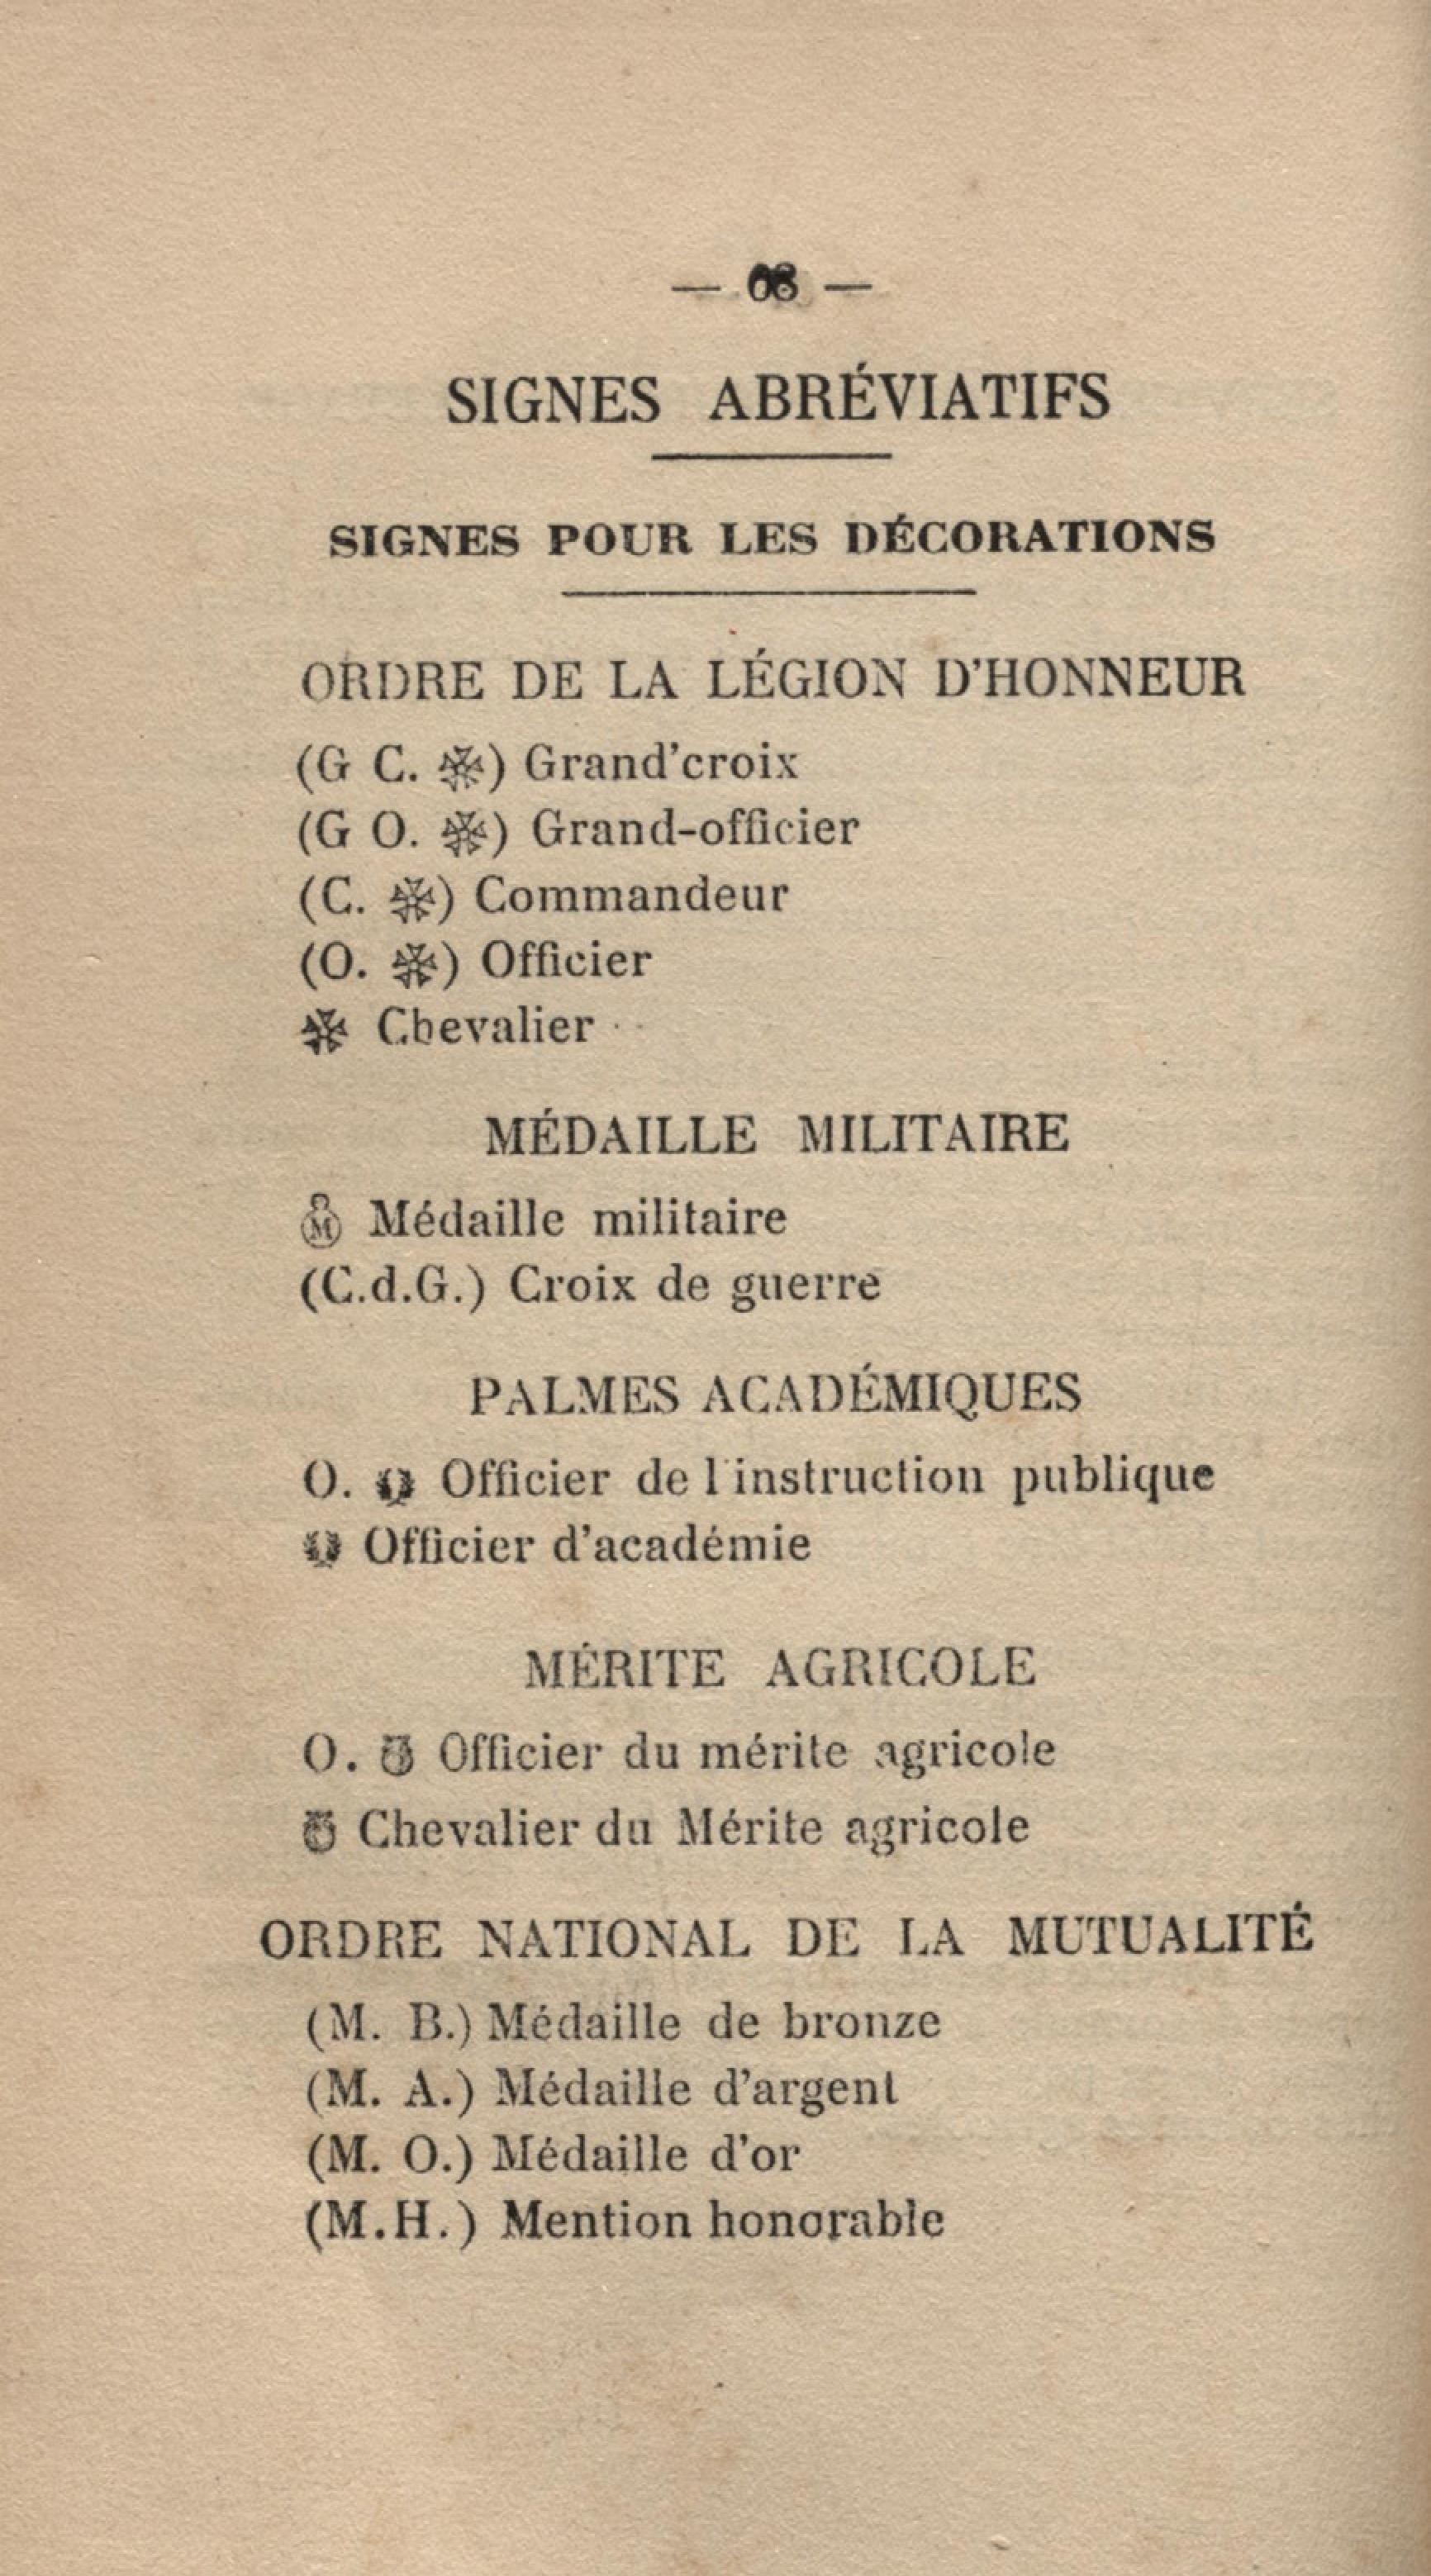 — 68 —
SIGNES ABRÉVIATIFS
SIGNES POUR LES DÉCORATIONS
ORDRE DE LA LÉGION D'HONNEUR
(G C. ✠) Grand'croix
(G O. ✠) Grand-officier
(C. ✠) Commandeur
(O. ✠) Officier
✠ Chevalier
MÉDAILLE MILITAIRE
Médaille militaire
(C.d.G.) Croix de guerre
PALMES ACADÉMIQUES
O. Officier de l'instruction publique
Officier d'académie
MÉRITE AGRICOLE
O. Officier du mérite agricole
Chevalier du Mérite agricole
ORDRE NATIONAL DE LA MUTUALITÉ
(M. B.) Médaille de bronze
(M. A.) Médaille d'argent
(M. O.) Médaille d'or
(M.H.) Mention honorable